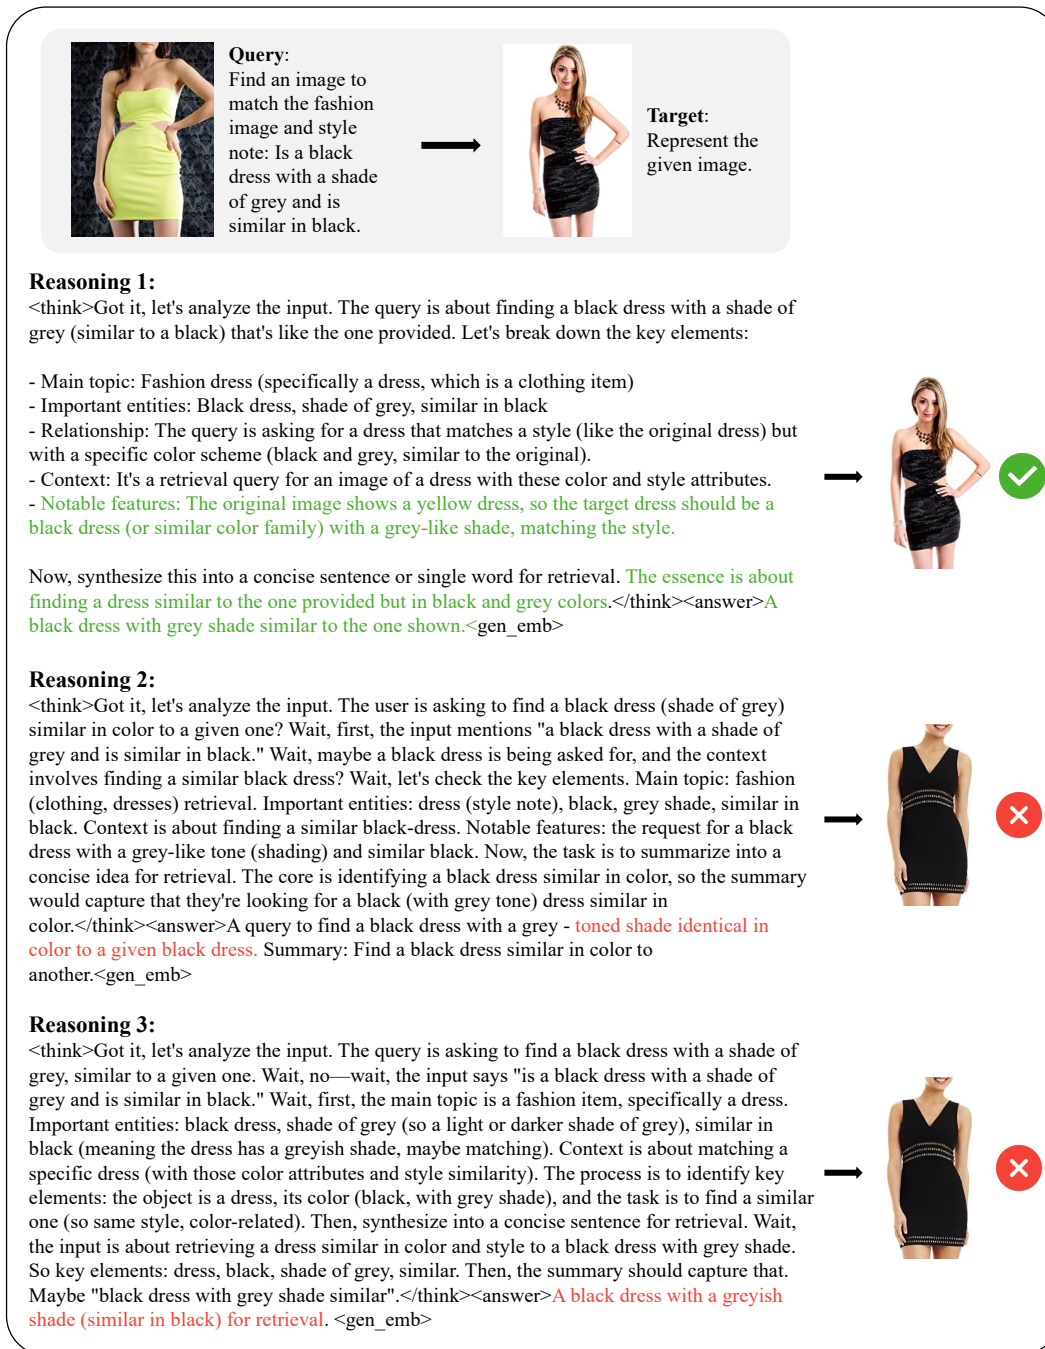 Query:
Find an image to
match the fashion
image and style
note: Is a black
dress with a shade
of grey and is
similar in black.
Target:
Represent the
given image.
Reasoning 1:
<think>Got it, let's analyze the input. The query is about finding a black dress with a shade of
grey (similar to a black) that's like the one provided. Let's break down the key elements:
- Main topic: Fashion dress (specifically a dress, which is a clothing item)
- Important entities: Black dress, shade of grey, similar in black
- Relationship: The query is asking for a dress that matches a style (like the original dress) but
with a specific color scheme (black and grey, similar to the original).
- Context: It's a retrieval query for an image of a dress with these color and style attributes.
- Notable features: The original image shows a yellow dress, so the target dress should be a
black dress (or similar color family) with a grey-like shade, matching the style.
Now, synthesize this into a concise sentence or single word for retrieval. The essence is about
finding a dress similar to the one provided but in black and grey colors.</think><answer>A
black dress with grey shade similar to the one shown.<gen_emb>
Reasoning 2:
<think>Got it, let's analyze the input. The user is asking to find a black dress (shade of grey)
similar in color to a given one? Wait, first, the input mentions "a black dress with a shade of
grey and is similar in black." Wait, maybe a black dress is being asked for, and the context
involves finding a similar black dress? Wait, let's check the key elements. Main topic: fashion
(clothing, dresses) retrieval. Important entities: dress (style note), black, grey shade, similar in
black. Context is about finding a similar black-dress. Notable features: the request for a black
dress with a grey-like tone (shading) and similar black. Now, the task is to summarize into a
concise idea for retrieval. The core is identifying a black dress similar in color, so the summary
would capture that they're looking for a black (with grey tone) dress similar in
color.</think><answer>A query to find a black dress with a grey - toned shade identical in
color to a given black dress. Summary: Find a black dress similar in color to
another.<gen_emb>
Reasoning 3:
<think>Got it, let's analyze the input. The query is asking to find a black dress with a shade of
grey, similar to a given one. Wait, no—wait, the input says "is a black dress with a shade of
grey and is similar in black." Wait, first, the main topic is a fashion item, specifically a dress.
Important entities: black dress, shade of grey (so a light or darker shade of grey), similar in
black (meaning the dress has a greyish shade, maybe matching). Context is about matching a
specific dress (with those color attributes and style similarity). The process is to identify key
elements: the object is a dress, its color (black, with grey shade), and the task is to find a similar
one (so same style, color-related). Then, synthesize into a concise sentence for retrieval. Wait,
the input is about retrieving a dress similar in color and style to a black dress with grey shade.
So key elements: dress, black, shade of grey, similar. Then, the summary should capture that.
Maybe "black dress with grey shade similar".</think><answer>A black dress with a greyish
shade (similar in black) for retrieval. <gen_emb>